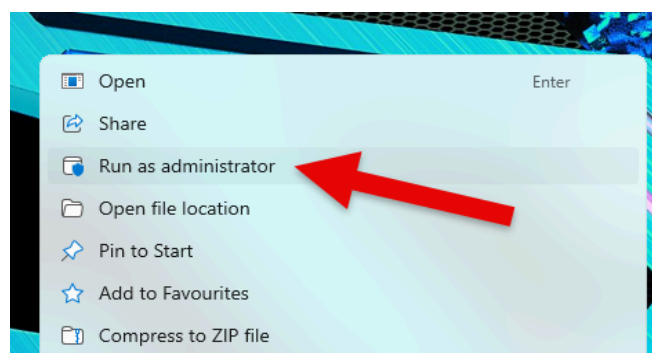 Open Enter
Share
Run as administrator
Open file location
Pin to Start
Add to Favourites
Compress to ZIP file